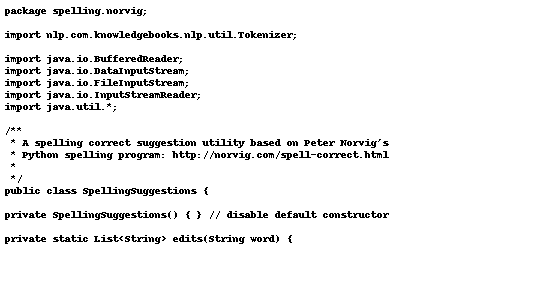 package spelling.norvig;
import nlp.com.knowledgebooks.nlp.util.Tokenizer;
import java.io.BufferedReader;
import java.io.DataInputStream;
import java.io.FileInputStream;
import java.io.InputStreamReader;
import java.util.*;
/**
 * A spelling correct suggestion utility based on Peter Norvig's
 * Python spelling program: http://norvig.com/spell-correct.html
 *
 */
public class SpellingSuggestions {
private SpellingSuggestions() { } // disable default constructor
private static List<String> edits(String word) {